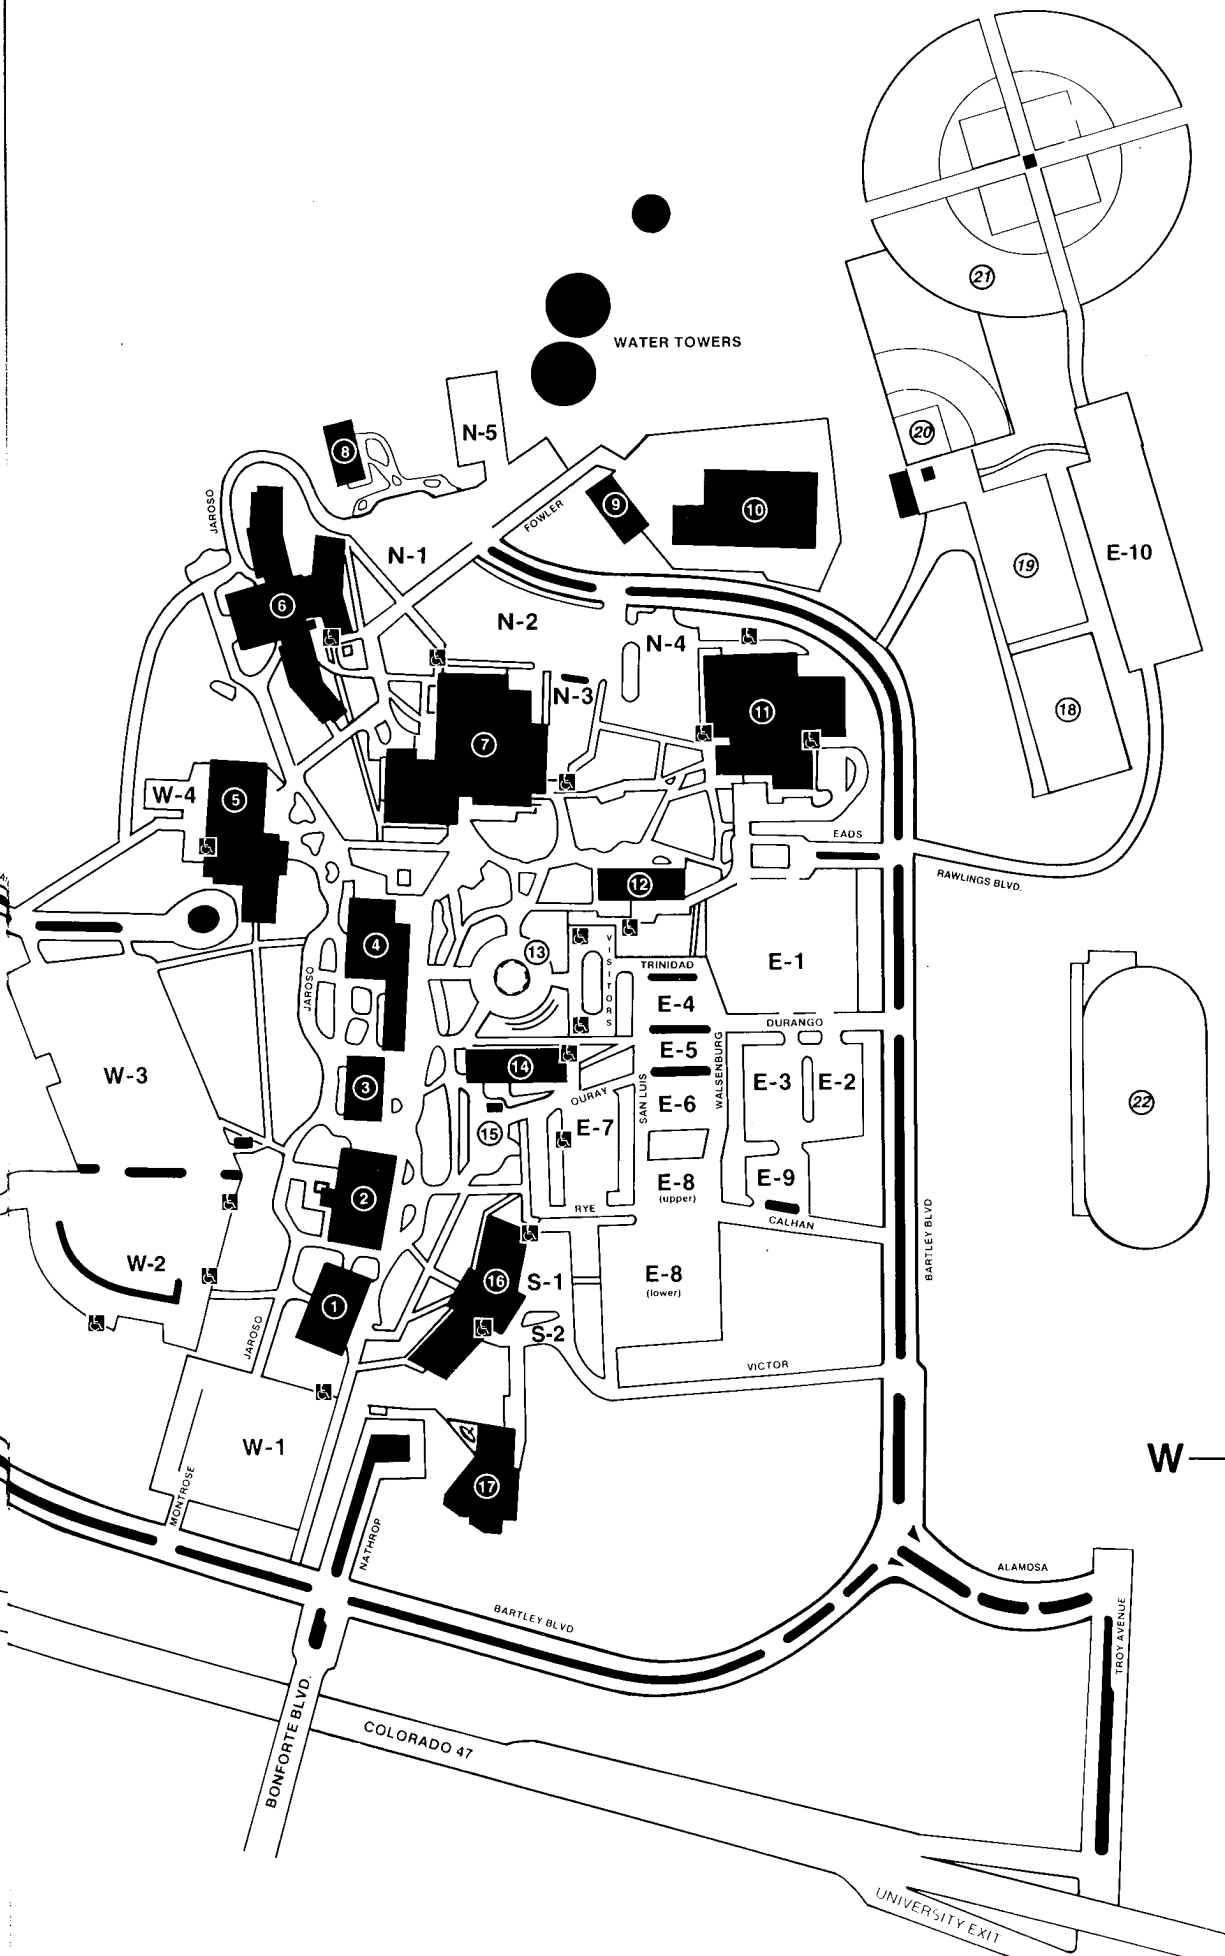 21
WATER TOWERS
20
N-5
8
JAROSO
FOWLER
9
10
N-1
E-10
19
6
N-2
N-4
N-3
11
18
7
W-4
5
EADS
RAWLINGS BLVD.
12
4
13
VISITORS
TRINIDAD
E-1
JAROSO
E-4
DURANGO
E-5
WALSENBURG
14
W-3
3
OURAY
SAN LUIS
E-6
E-3
E-2
22
15
E-7
2
E-8
(upper)
E-9
RYE
CALHAN
BARTLEY BLVD
W-2
16
S-1
E-8
(lower)
1
S-2
JAROSO
VICTOR
W-1
W
17
MONTROSE
NATHROP
ALAMOSA
BARTLEY BLVD
TROY AVENUE
BONFORTE BLVD.
COLORADO 47
UNIVERSITY EXIT